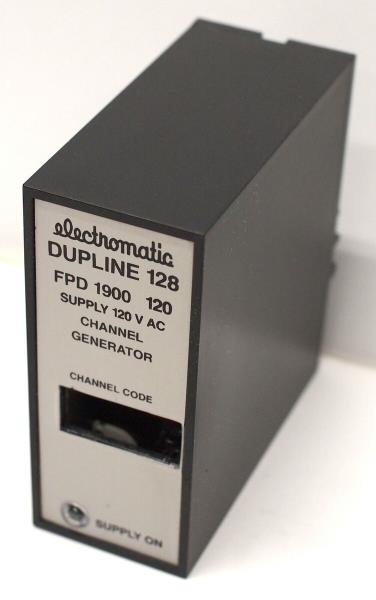 electromatic
DUPLINE 128
FPD 1900 120
SUPPLY 120 V AC
CHANNEL
GENERATOR
CHANNEL CODE
SUPPLY ON